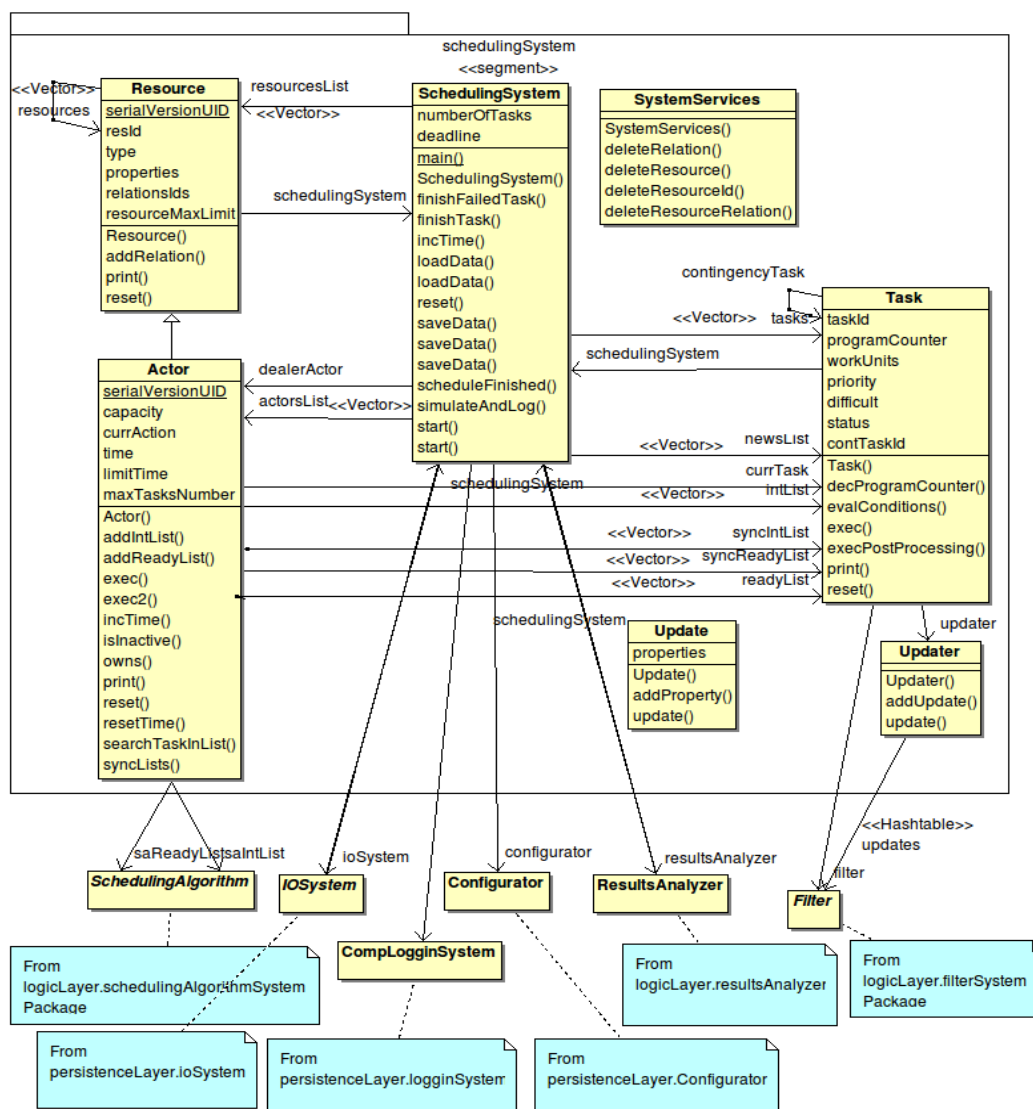 schedulingSystem
<<segment>>
<<Vector>>
resources
Resource
serialVersionUID
resId
type
properties
relationsIds
resourceMaxLimit
Resource()
addRelation()
print()
reset()
resourcesList
<<Vector>>
schedulingSystem
SchedulingSystem
numberOfTasks
deadline
main()
SchedulingSystem()
finishFailedTask()
finishTask()
incTime()
loadData()
loadData()
reset()
saveData()
saveData()
saveData()
scheduleFinished()
simulateAndLog()
start()
start()
SystemServices
SystemServices()
deleteRelation()
deleteResource()
deleteResourceId()
deleteResourceRelation()
contingencyTask
<<Vector>> tasks
schedulingSystem
Task
taskId
programCounter
workUnits
priority
difficult
status
contTaskId
Task()
decProgramCounter()
evalConditions()
exec()
execPostProcessing()
print()
reset()
Actor
serialVersionUID
capacity
currAction
time
limitTime
maxTasksNumber
Actor()
addIntList()
addReadyList()
exec()
exec2()
incTime()
isInactive()
owns()
print()
reset()
resetTime()
searchTaskInList()
syncLists()
dealerActor
actorsList <<Vector>>
<<Vector>> newsList
schedulingSystem
currTask
<<Vector>> intList
<<Vector>> syncIntList
<<Vector>> syncReadyList
<<Vector>> readyList
schedulingSystem
Update
properties
Update()
addProperty()
update()
updater
Updater
Updater()
addUpdate()
update()
<<Hashtable>>
updates
filter
saReadyList saIntList
ioSystem
configurator
resultsAnalyzer
SchedulingAlgorithm
IOSystem
Configurator
ResultsAnalyzer
Filter
CompLogginSystem
From
logicLayer.schedulingAlgorithmSystem
Package
From
logicLayer.resultsAnalyzer
From
logicLayer.filterSystem
Package
From
persistenceLayer.ioSystem
From
persistenceLayer.logginSystem
From
persistenceLayer.Configurator